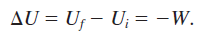 ΔU = U_f − U_i = −W.